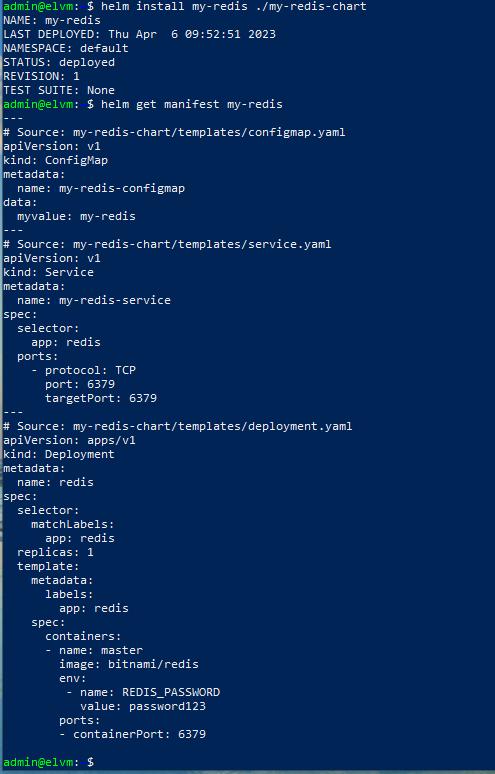 admin@elvm: $ helm install my-redis ./my-redis-chart
NAME: my-redis
LAST DEPLOYED: Thu Apr  6 09:52:51 2023
NAMESPACE: default
STATUS: deployed
REVISION: 1
TEST SUITE: None
admin@elvm: $ helm get manifest my-redis
---
# Source: my-redis-chart/templates/configmap.yaml
apiVersion: v1
kind: ConfigMap
metadata:
  name: my-redis-configmap
data:
  myvalue: my-redis
---
# Source: my-redis-chart/templates/service.yaml
apiVersion: v1
kind: Service
metadata:
  name: my-redis-service
spec:
  selector:
    app: redis
  ports:
    - protocol: TCP
      port: 6379
      targetPort: 6379
---
# Source: my-redis-chart/templates/deployment.yaml
apiVersion: apps/v1
kind: Deployment
metadata:
  name: redis
spec:
  selector:
    matchLabels:
      app: redis
  replicas: 1
  template:
    metadata:
      labels:
        app: redis
    spec:
      containers:
      - name: master
        image: bitnami/redis
        env:
         - name: REDIS_PASSWORD
           value: password123
        ports:
        - containerPort: 6379
admin@elvm: $